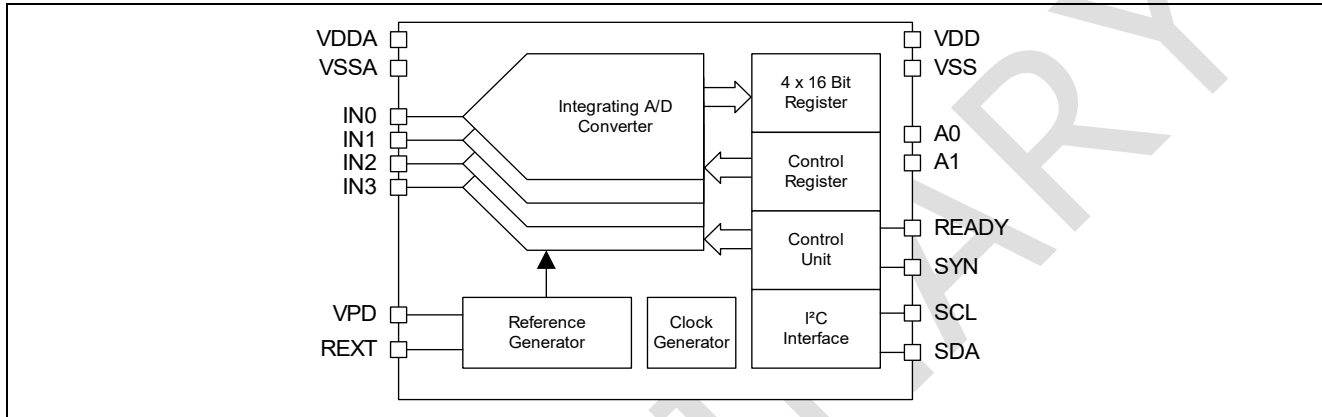 VDDA
VSSA
IN0
IN1
IN2
IN3
VPD
REXT
Integrating A/D
Converter
4 x 16 Bit
Register
Control
Register
Control
Unit
I²C
Interface
Reference
Generator
Clock
Generator
VDD
VSS
A0
A1
READY
SYN
SCL
SDA
ARY